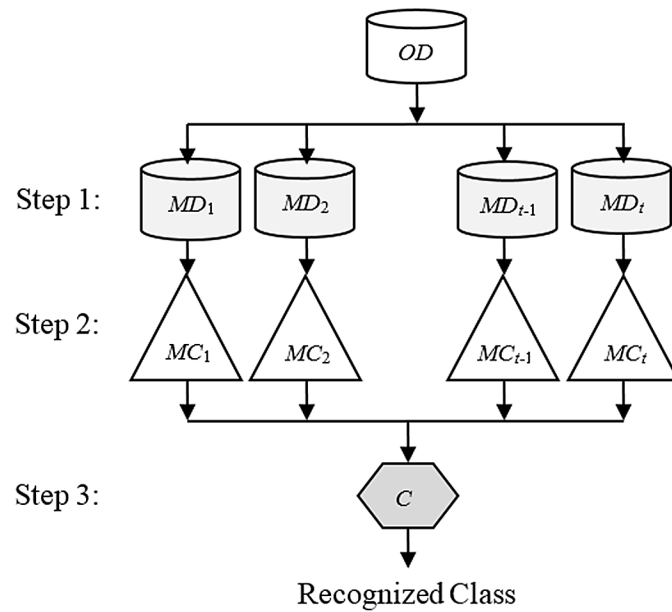 OD
Step 1:
MD₁ MD₂ MDₜ₋₁ MDₜ
Step 2:
MC₁ MC₂ MCₜ₋₁ MCₜ
Step 3:
C
Recognized Class